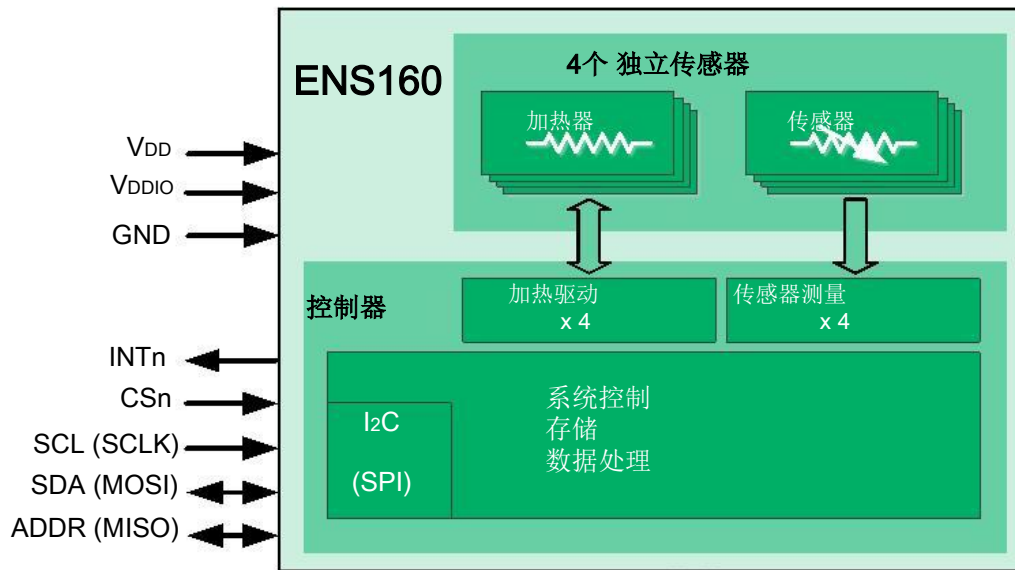 ENS160
4个 独立传感器
加热器
传感器
VDD
VDDIO
GND
控制器
加热驱动
x 4
传感器测量
x 4
INTn
CSn
SCL (SCLK)
SDA (MOSI)
ADDR (MISO)
I2C
(SPI)
系统控制
存储
数据处理